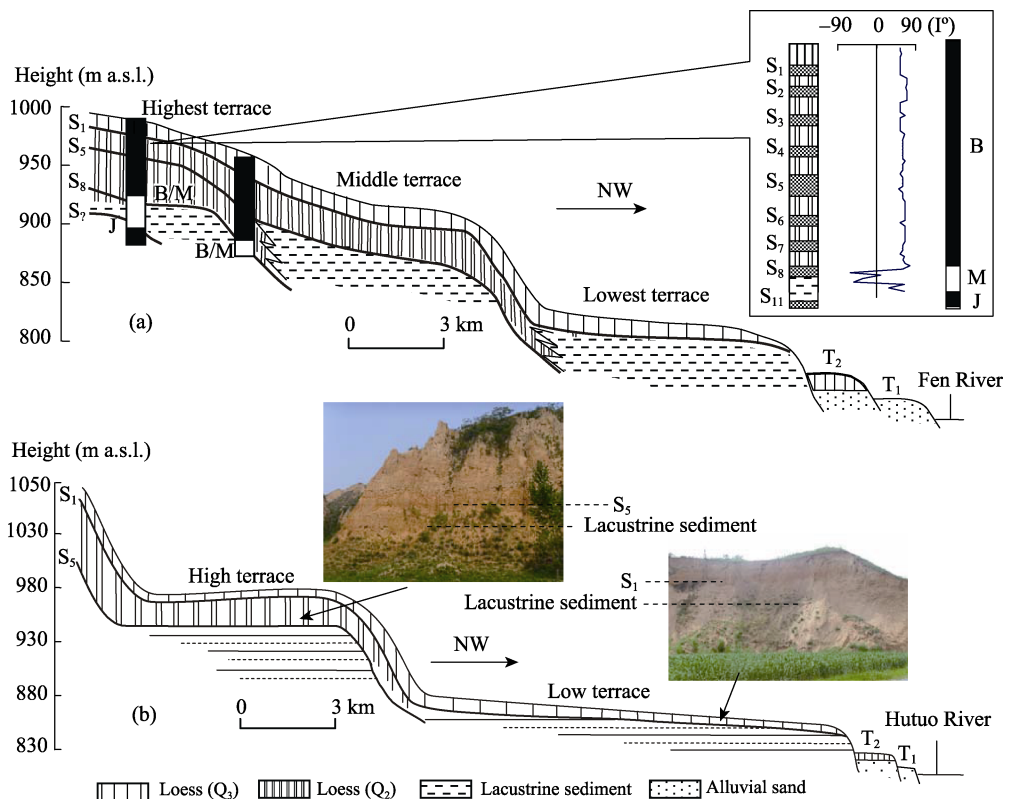 −90 0 90 (I°)
S₁
S₂
S₃
S₄
S₅
S₆
S₇
S₈
S₁₁
B
M
J
Height (m a.s.l.)
1000
950
900
850
800
S₁
S₅
S₈
S?
J
B/M
B/M
Highest terrace
Middle terrace
NW
Lowest terrace
(a)
0 3 km
T₂
T₁
Fen River
Height (m a.s.l.)
1050
1030
980
930
880
830
S₁
S₅
High terrace
S₅
Lacustrine sediment
S₁
Lacustrine sediment
NW
Low terrace
(b)
0 3 km
Hutuo River
T₂
T₁
Loess (Q₃) Loess (Q₂) Lacustrine sediment Alluvial sand